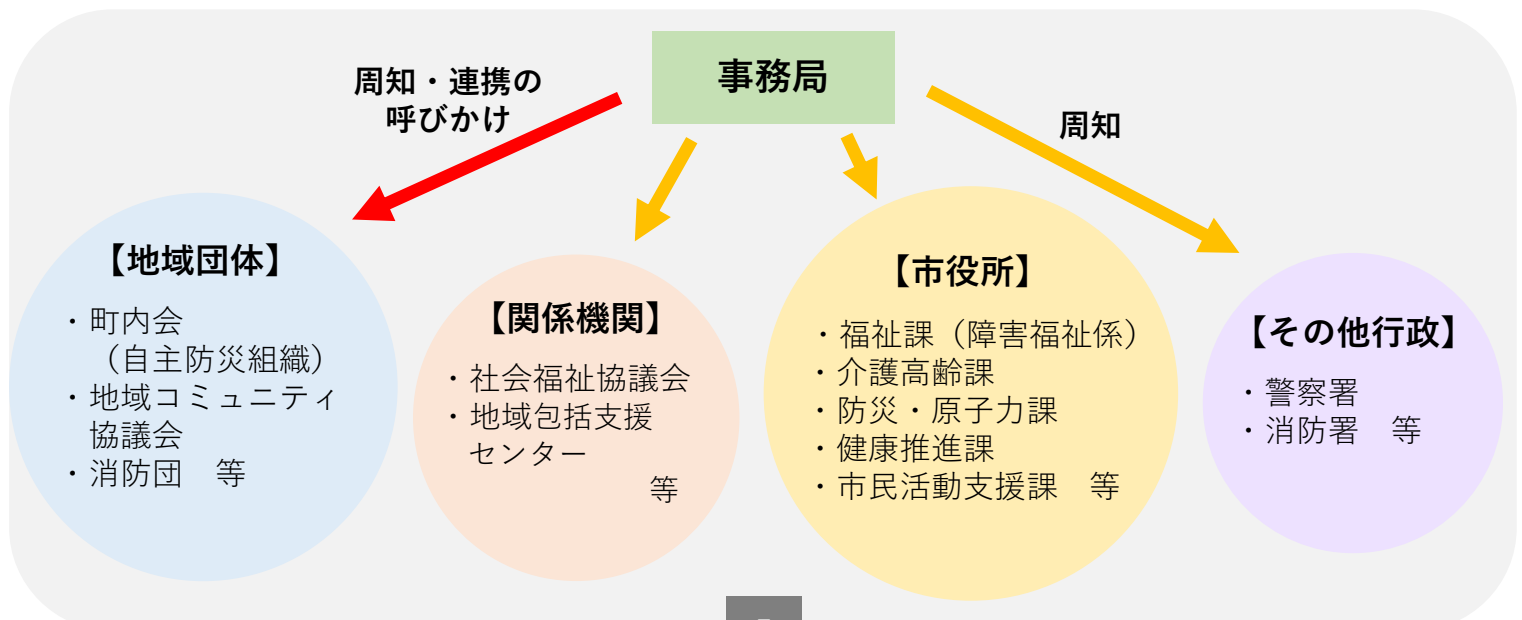 事務局
周知・連携の
呼びかけ
周知
【地域団体】
・町内会
（自主防災組織）
・地域コミュニティ
協議会
・消防団　等
【関係機関】
・社会福祉協議会
・地域包括支援
センター
等
【市役所】
・福祉課（障害福祉係）
・介護高齢課
・防災・原子力課
・健康推進課
・市民活動支援課　等
【その他行政】
・警察署
・消防署　等